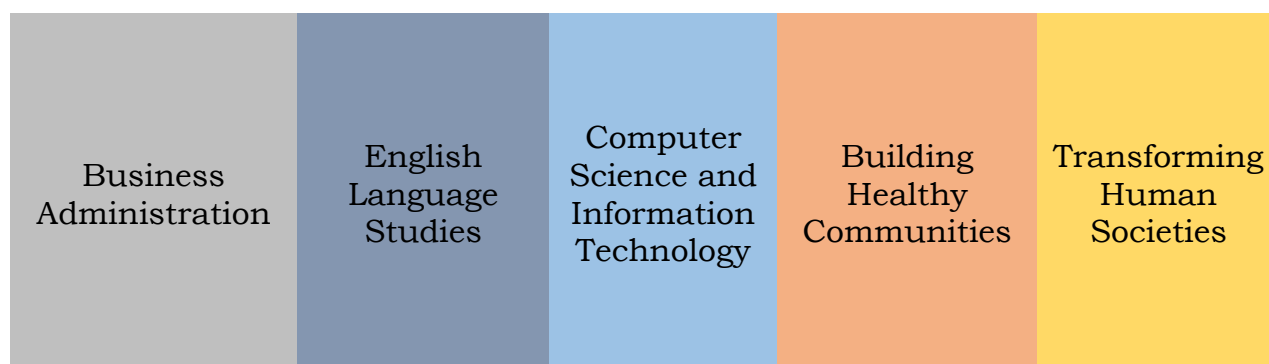 Business
Administration
English
Language
Studies
Computer
Science and
Information
Technology
Building
Healthy
Communities
Transforming
Human
Societies